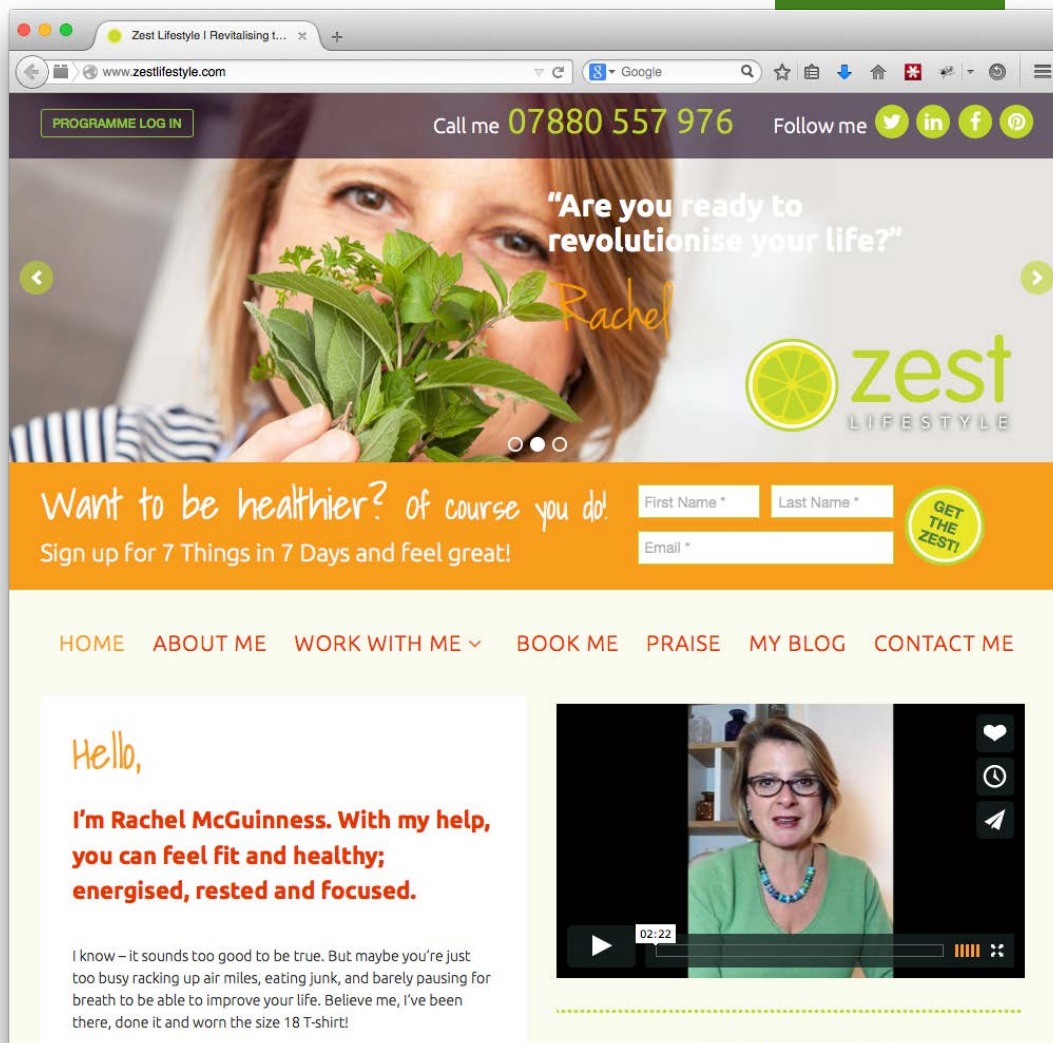 Zest Lifestyle I Revitalising t...
www.zestlifestyle.com
Google
PROGRAMME LOG IN
Call me 07880 557 976
Follow me
“Are you ready to
revolutionise your life?”
Rachel
zest
LIFESTYLE
Want to be healthier? Of course you do!
Sign up for 7 Things in 7 Days and feel great!
First Name *
Last Name *
Email *
GET
THE
ZEST!
HOME
ABOUT ME
WORK WITH ME
BOOK ME
PRAISE
MY BLOG
CONTACT ME
Hello,
I’m Rachel McGuinness. With my help,
you can feel fit and healthy;
energised, rested and focused.
I know – it sounds too good to be true. But maybe you’re just
too busy racking up air miles, eating junk, and barely pausing for
breath to be able to improve your life. Believe me, I’ve been
there, done it and worn the size 18 T-shirt!
02:22